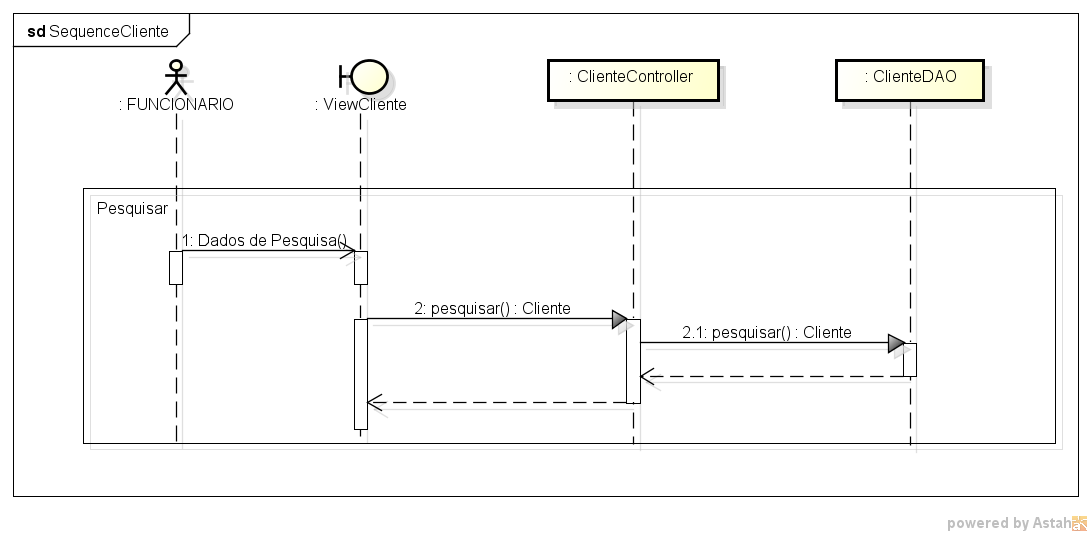 sd SequenceCliente
: FUNCIONARIO
: ViewCliente
: ClienteController
: ClienteDAO
Pesquisar
1: Dados de Pesquisa()
2: pesquisar() : Cliente
2.1: pesquisar() : Cliente
powered by Astah